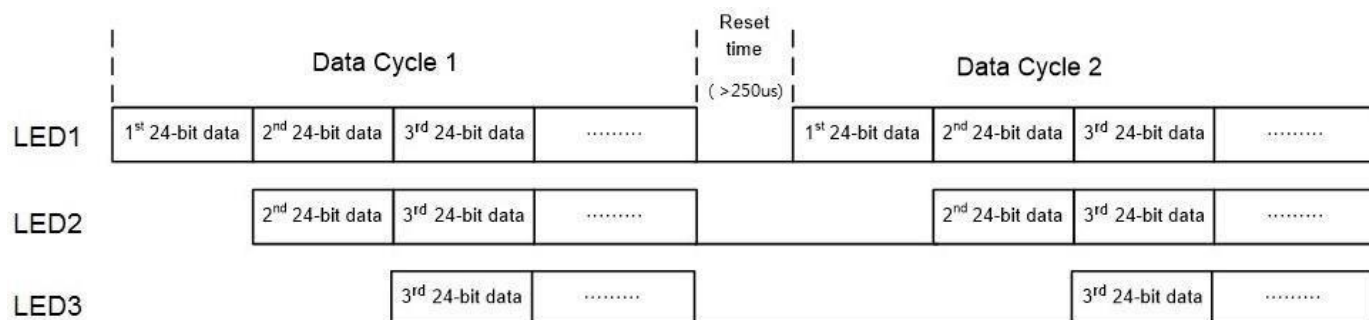 Reset
time
( >250us)
Data Cycle 1
Data Cycle 2
LED1 1st 24-bit data 2nd 24-bit data 3rd 24-bit data ......... 1st 24-bit data 2nd 24-bit data 3rd 24-bit data .........
LED2 2nd 24-bit data 3rd 24-bit data ......... 2nd 24-bit data 3rd 24-bit data .........
LED3 3rd 24-bit data ......... 3rd 24-bit data .........